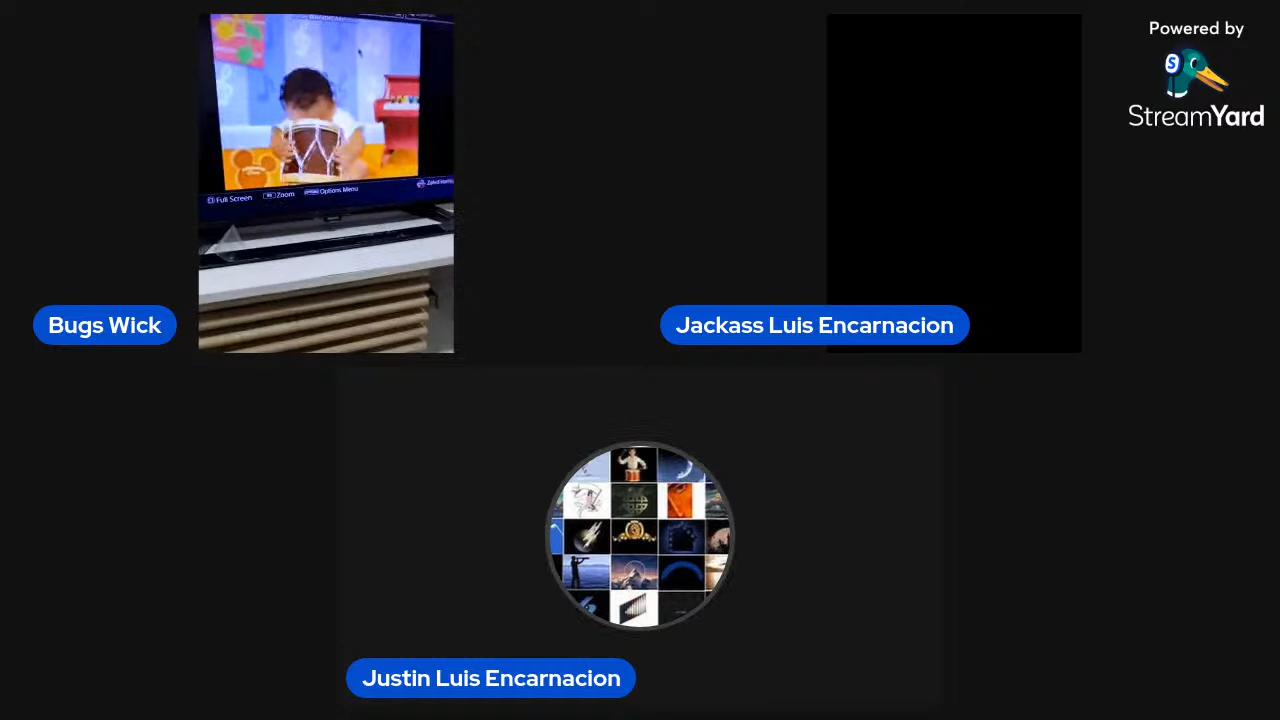 Powered by
StreamYard
Full Screen
Zoom
Options Menu
Bugs Wick
Jackass Luis Encarnacion
Justin Luis Encarnacion